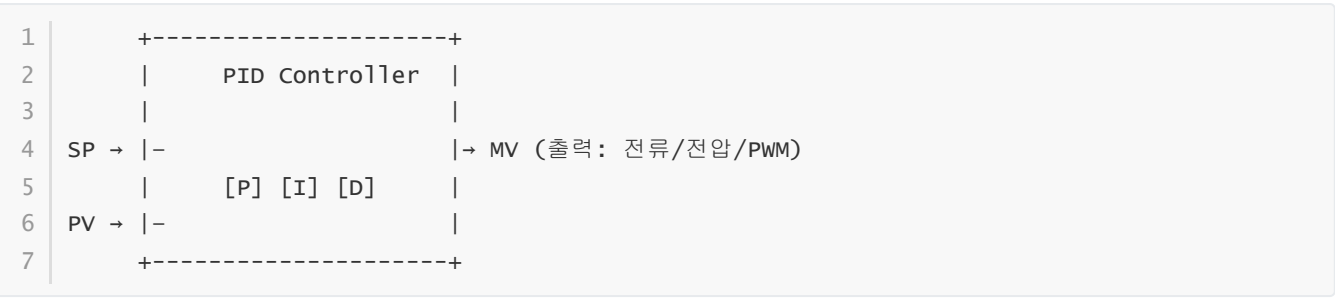 1 +---------------------+
2 |     PID Controller  |
3 |                     |
4 SP → |-                    |→ MV (출력: 전류/전압/PWM)
5 |     [P] [I] [D]     |
6 PV → |-                    |
7 +---------------------+